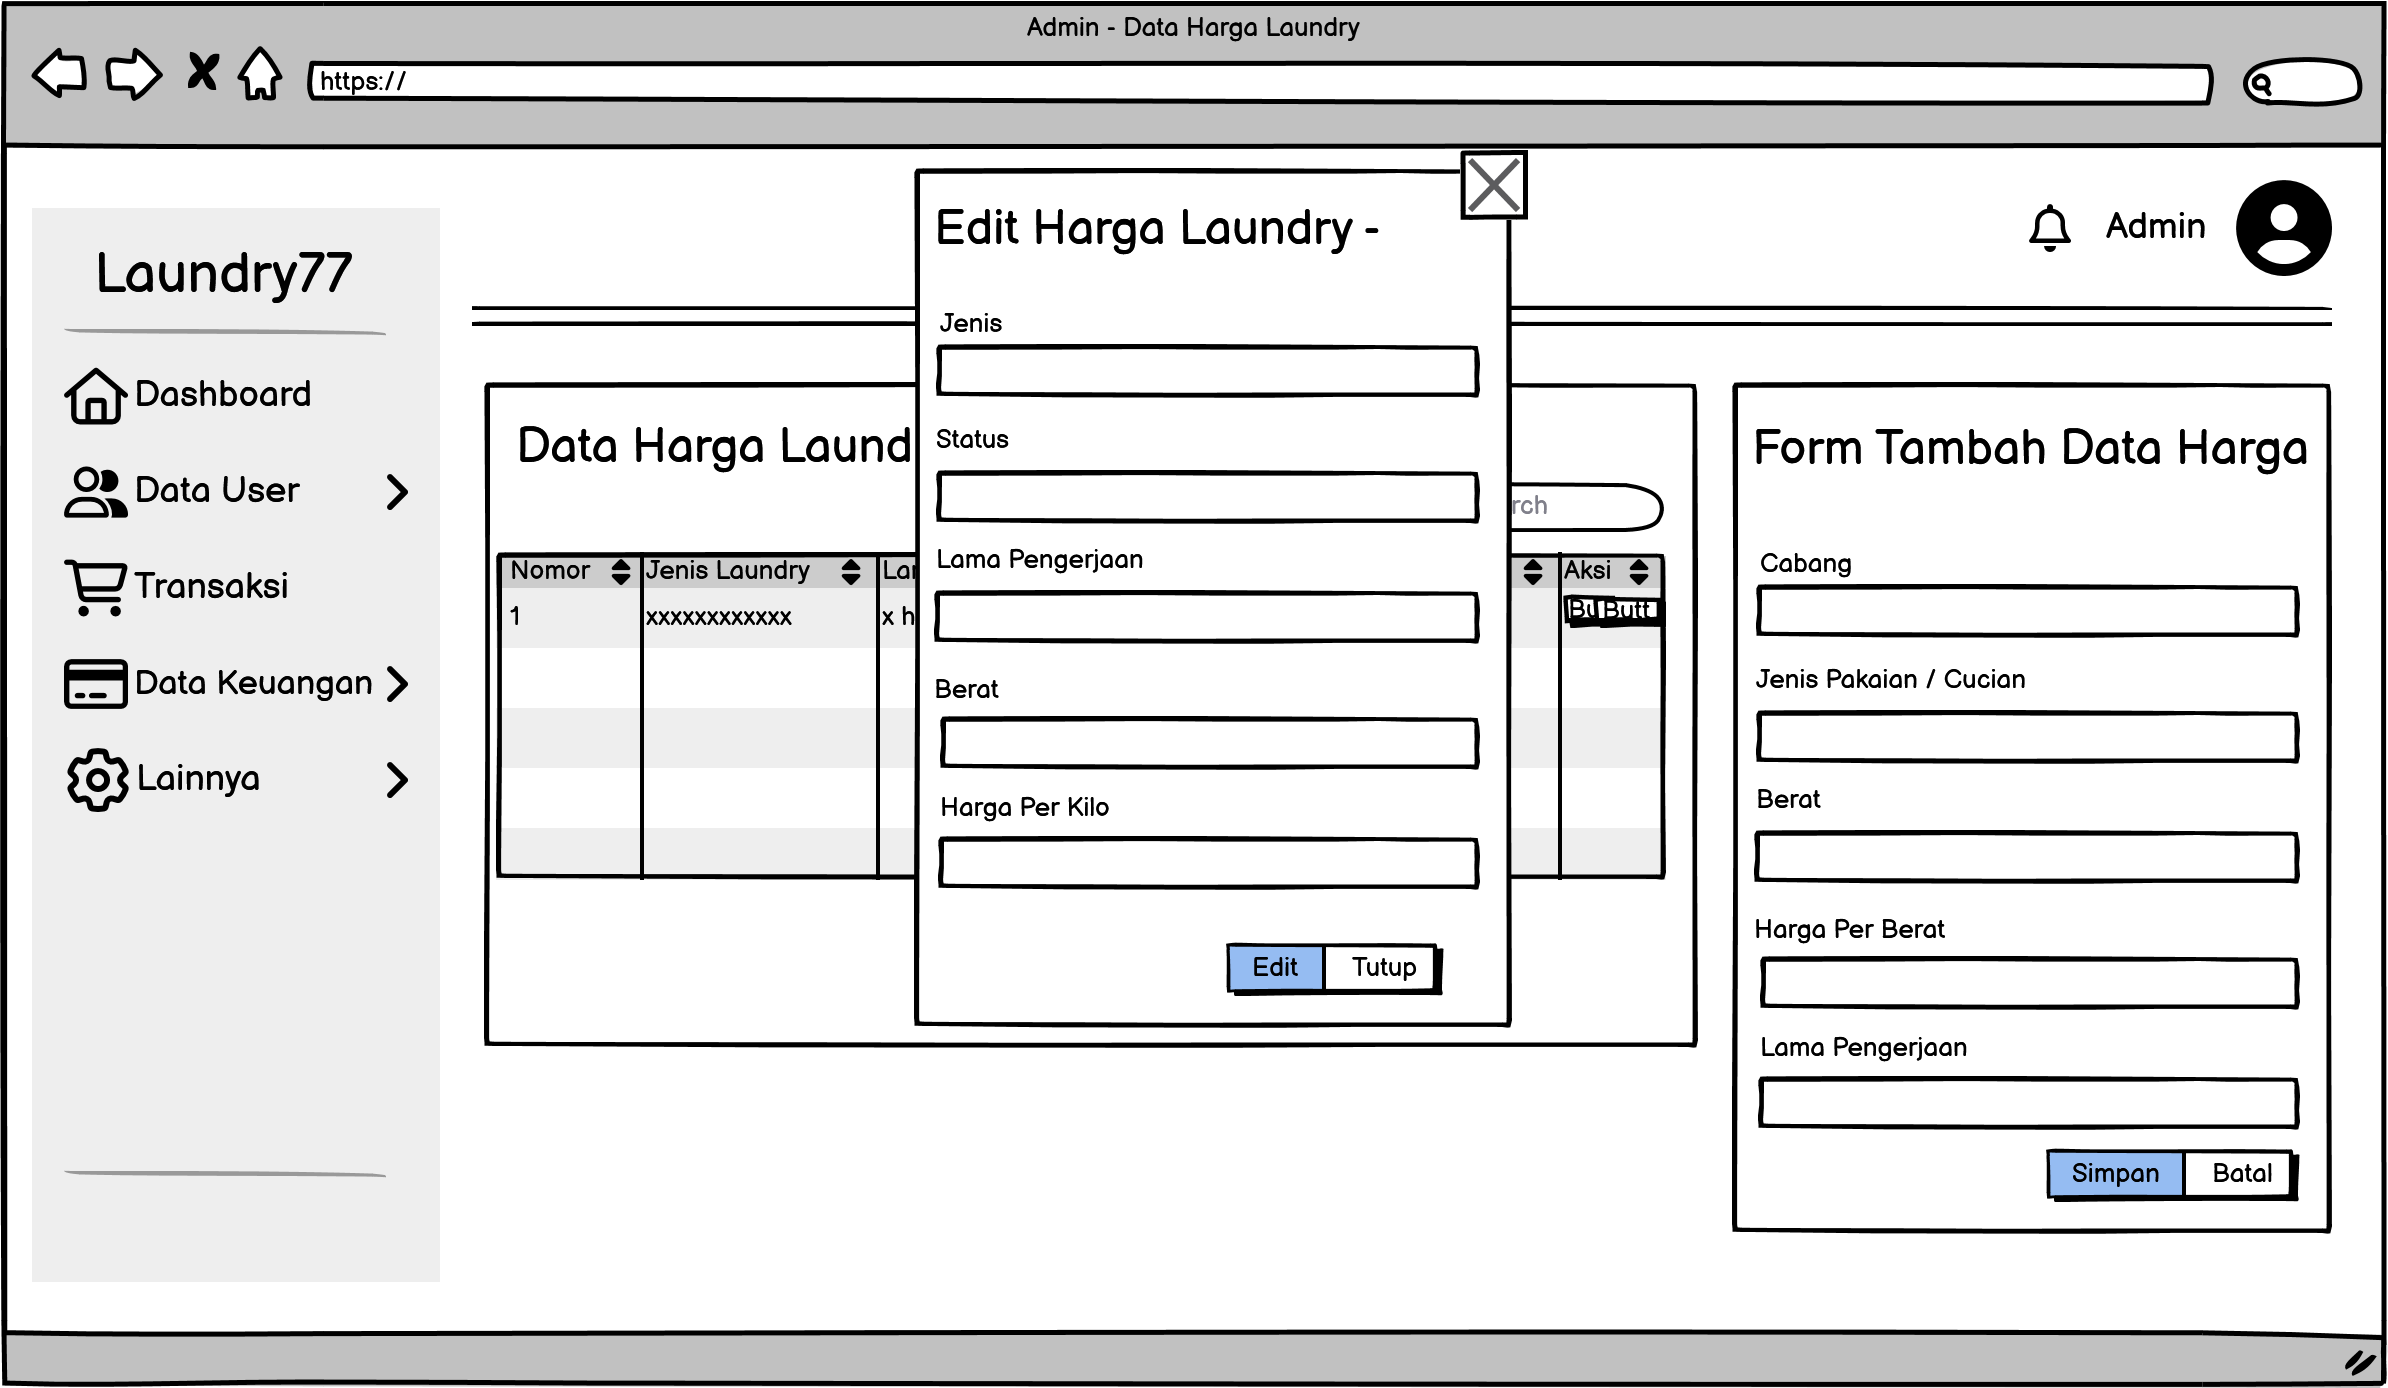 Admin - Data Harga Laundry
https://
Laundry77
Dashboard
Data User
Transaksi
Data Keuangan
Lainnya
Admin
Data Harga Laund
rch
Nomor Jenis Laundry Lar Aksi
1 xxxxxxxxxxxx x h Bu Butt
Edit Harga Laundry -
Jenis
Status
Lama Pengerjaan
Berat
Harga Per Kilo
Edit Tutup
Form Tambah Data Harga
Cabang
Jenis Pakaian / Cucian
Berat
Harga Per Berat
Lama Pengerjaan
Simpan Batal